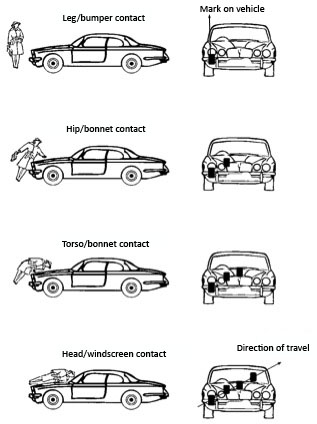 Leg/bumper contact
Mark on vehicle
Hip/bonnet contact
Torso/bonnet contact
Head/windscreen contact
Direction of travel